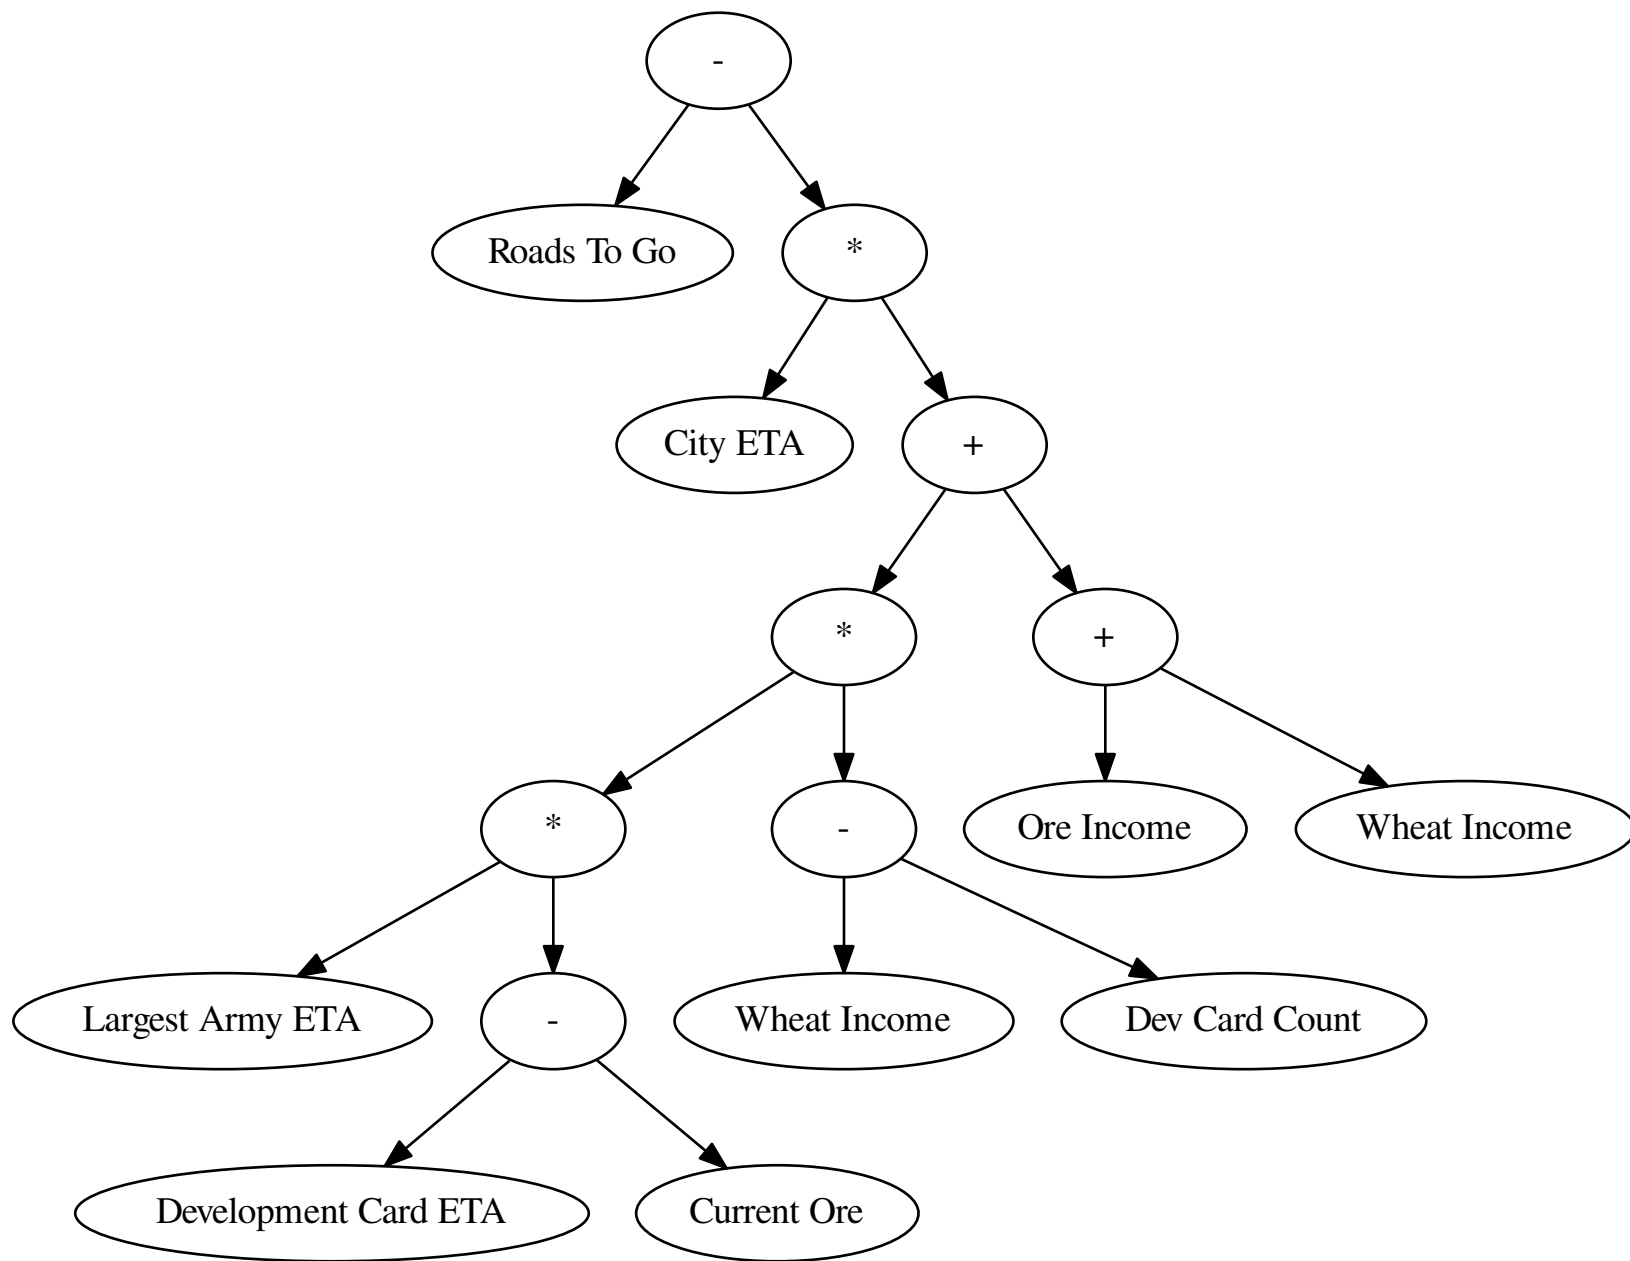 -
Roads To Go
*
City ETA
+
*
+
*
-
Ore Income
Wheat Income
Largest Army ETA
-
Wheat Income
Dev Card Count
Development Card ETA
Current Ore